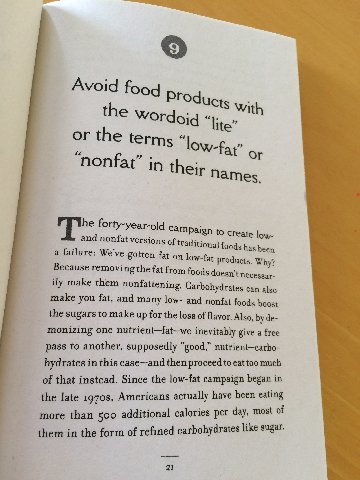 9
Avoid food products with
the wordoid "lite"
or the terms "low-fat" or
"nonfat" in their names.
The forty-year-old campaign to create low-
and nonfat versions of traditional foods has been
a failure: We've gotten fat on low-fat products. Why?
Because removing the fat from foods doesn't necessar-
ily make them nonfattening. Carbohydrates can also
make you fat, and many low- and nonfat foods boost
the sugars to make up for the loss of flavor. Also, by de-
monizing one nutrient—fat—we inevitably give a free
pass to another, supposedly "good," nutrient—carbo-
hydrates in this case—and then proceed to eat too much
of that instead. Since the low-fat campaign began in
the late 1970s, Americans actually have been eating
more than 500 additional calories per day, most of
them in the form of refined carbohydrates like sugar.
21